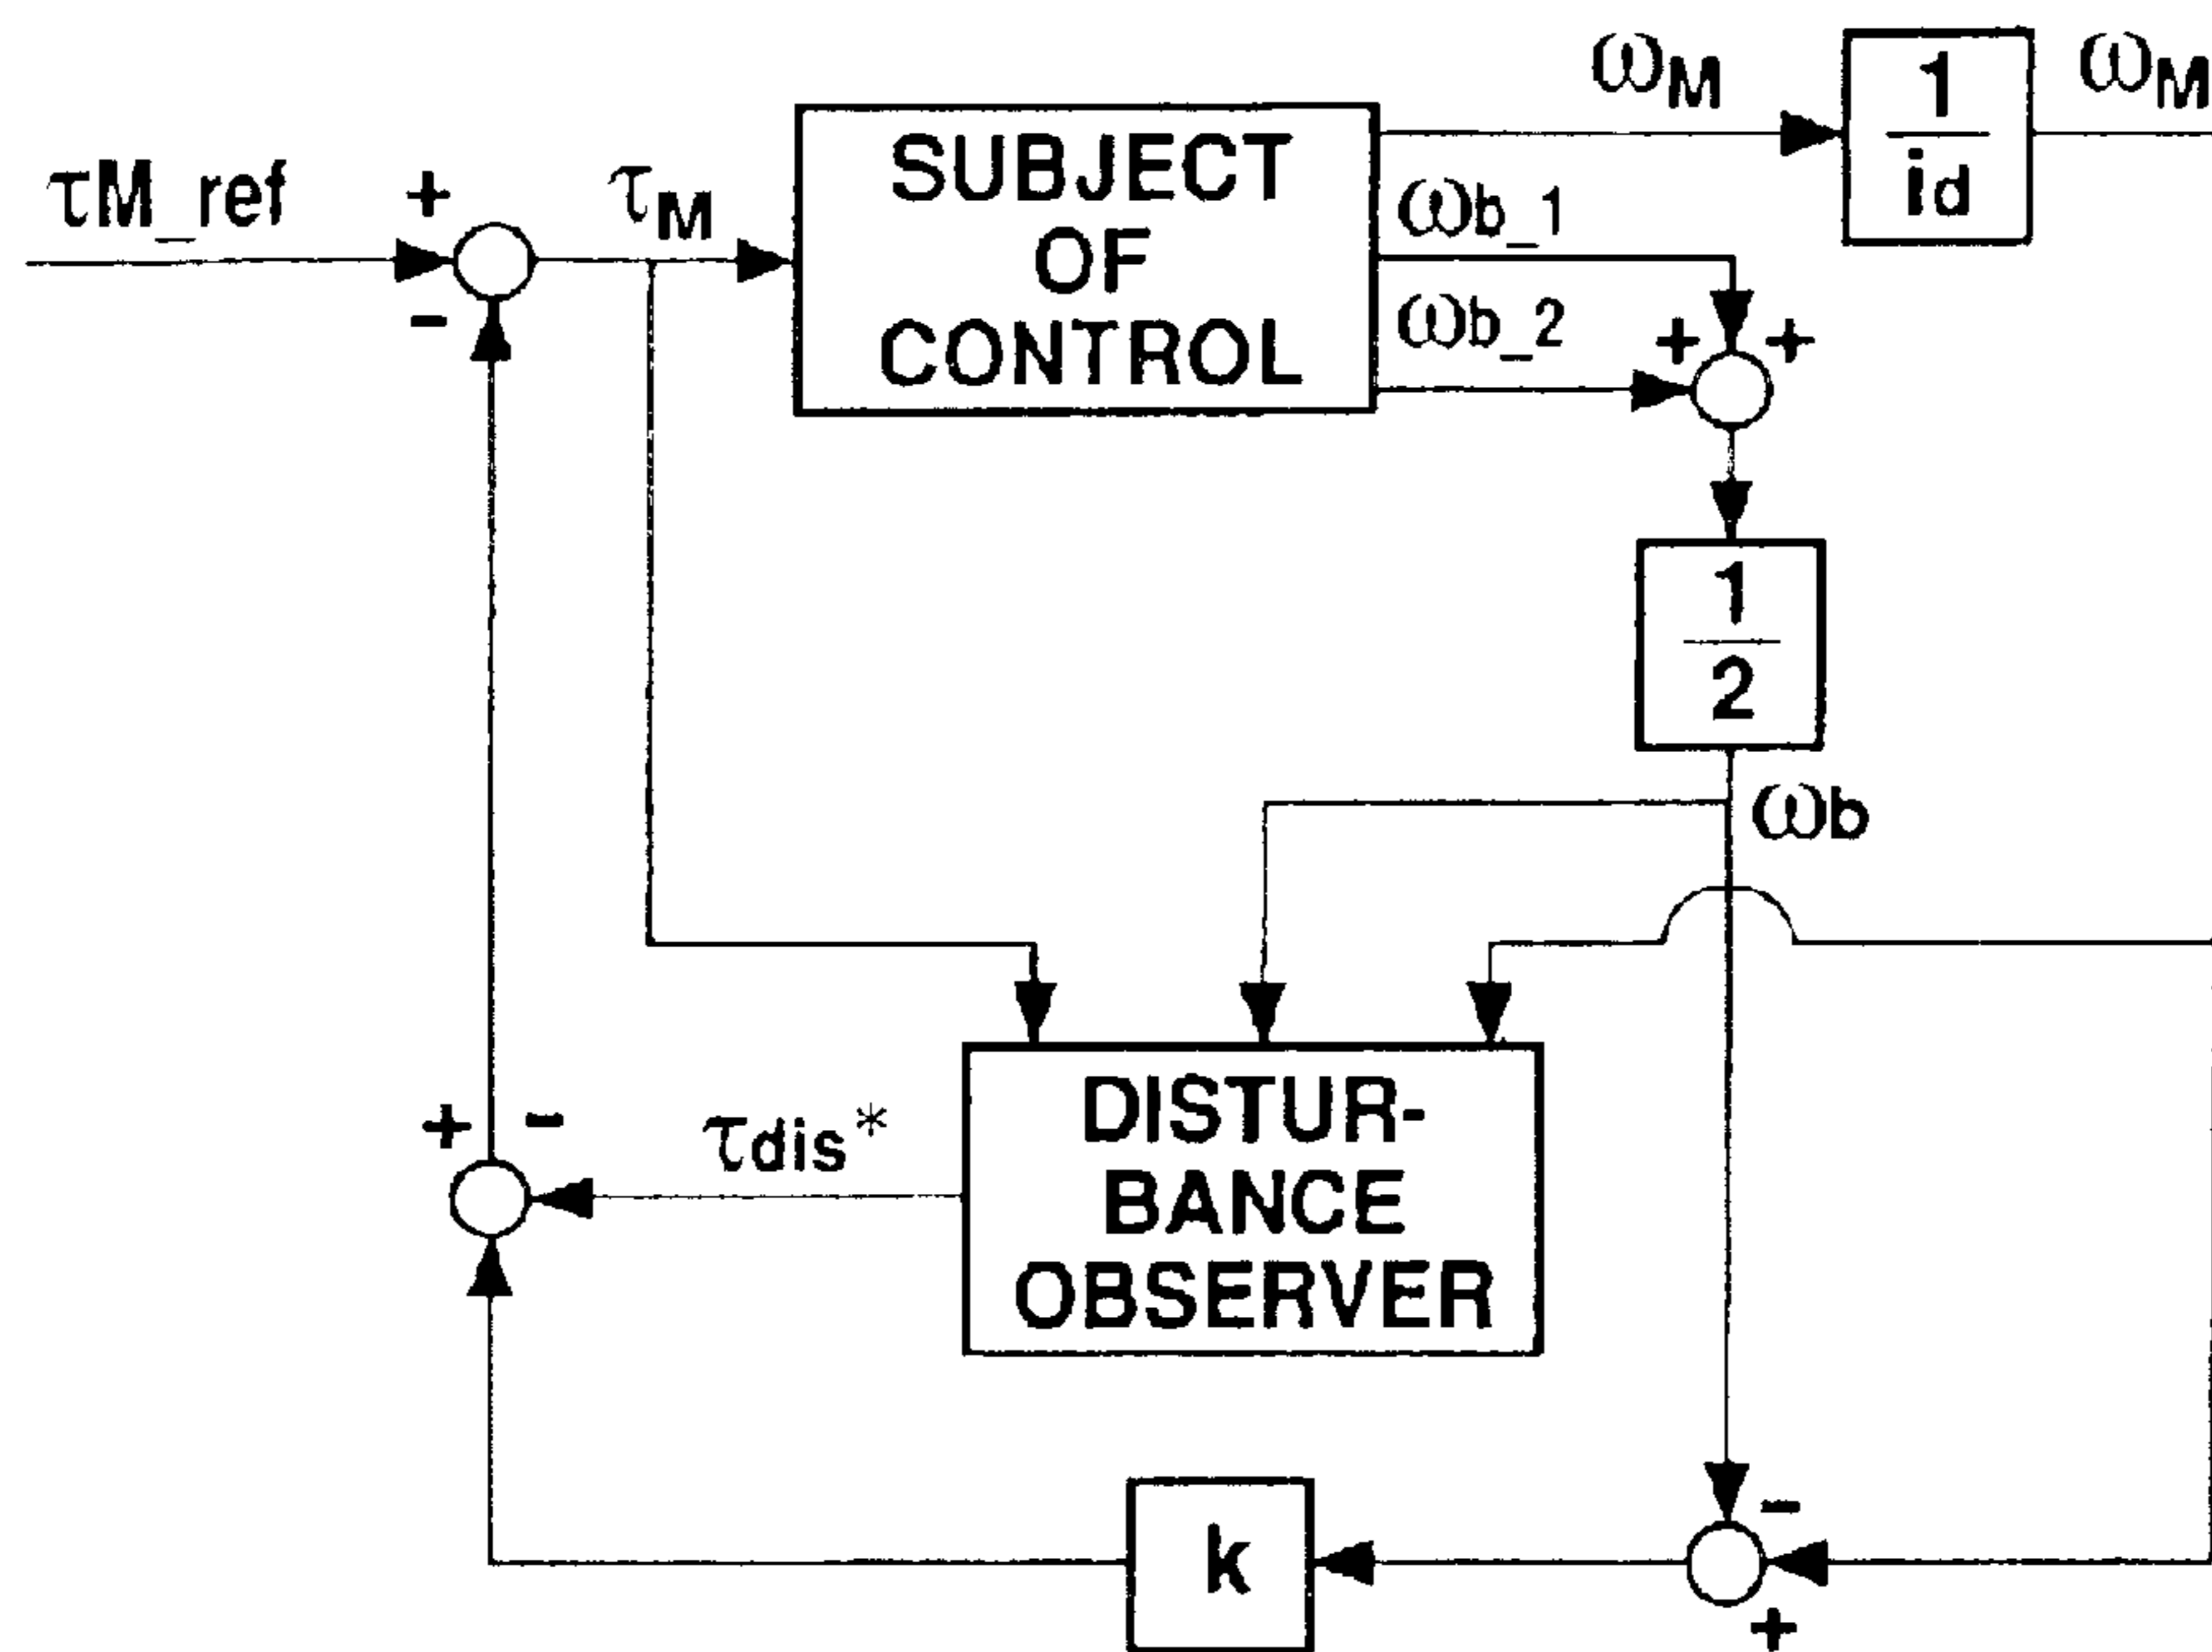 ωM
1
id
ωM
τM_ref
+
-
τM
SUBJECT
OF
CONTROL
ωb_1
ωb_2
+
+
1
2
ωb
+
-
τdis*
DISTUR-
BANCE
OBSERVER
k
-
+